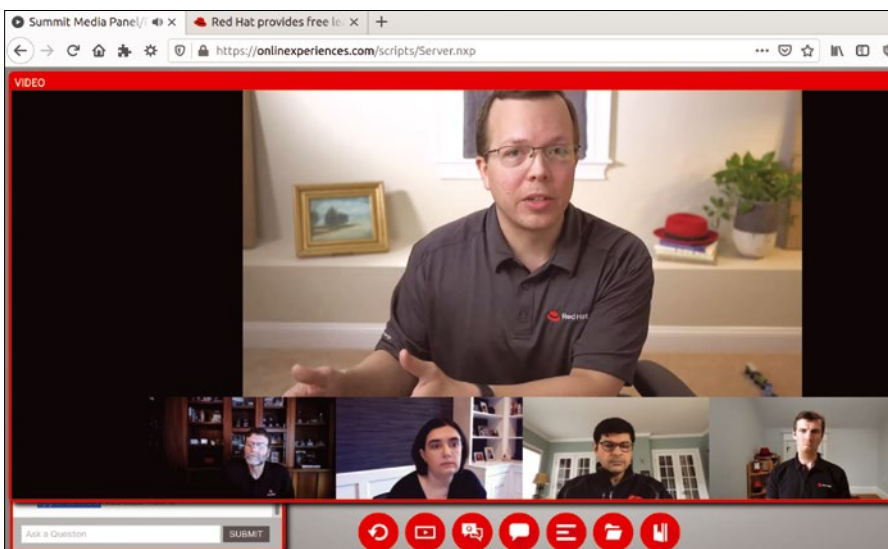 Summit Media Panel/
Red Hat provides free le
https://onlinexperiences.com/scripts/Server.nxp
VIDEO
Red Hat
Ask a Question
SUBMIT